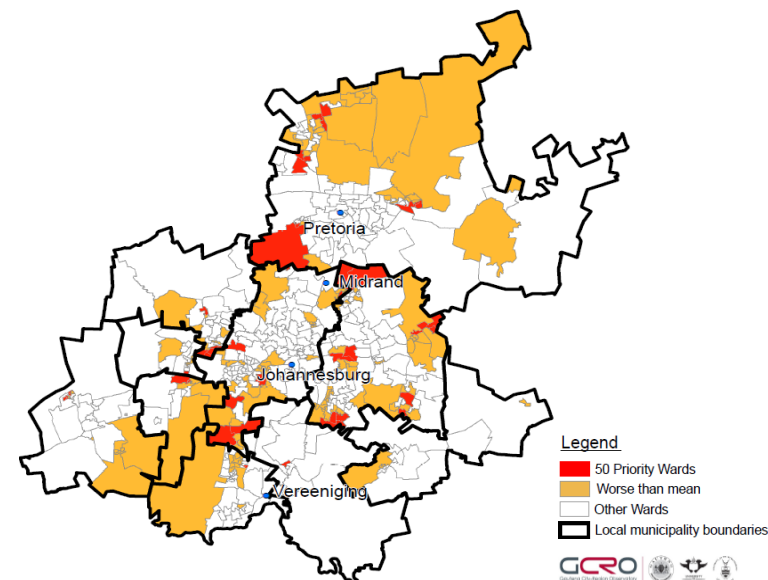 Pretoria
Midrand
Johannesburg
Vereeniging
Legend
50 Priority Wards
Worse than mean
Other Wards
Local municipality boundaries
GCRO